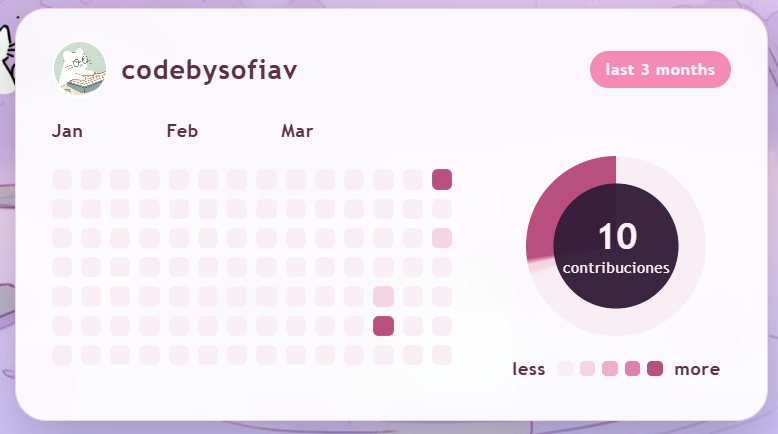 codebysofiav
last 3 months
Jan Feb Mar
10
contribuciones
less more